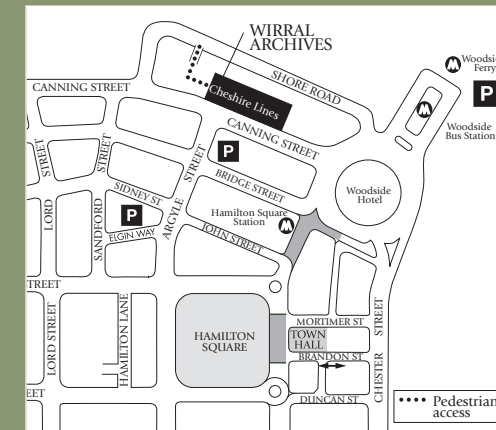 WIRRAL
ARCHIVES
Woodsi
Ferry
M
P
CANNING STREET
SHORE ROAD
Cheshire Lines
M
Woodside
Bus Station
CANNING STREET
P
STREET
STREET
STREET
BRIDGE STREET
Woodside
Hotel
SIDNEY ST
P
LORD
SANDFORD
ARGYLE
Hamilton Square
Station
M
ELGIN WAY
JOHN STREET
TREET
LORD STREET
HAMILTON LANE
HAMILTON
SQUARE
MORTIMER ST
TOWN
HALL
BRANDON ST
CHESTER STREET
EET
DUNCAN ST
Pedestrian
access